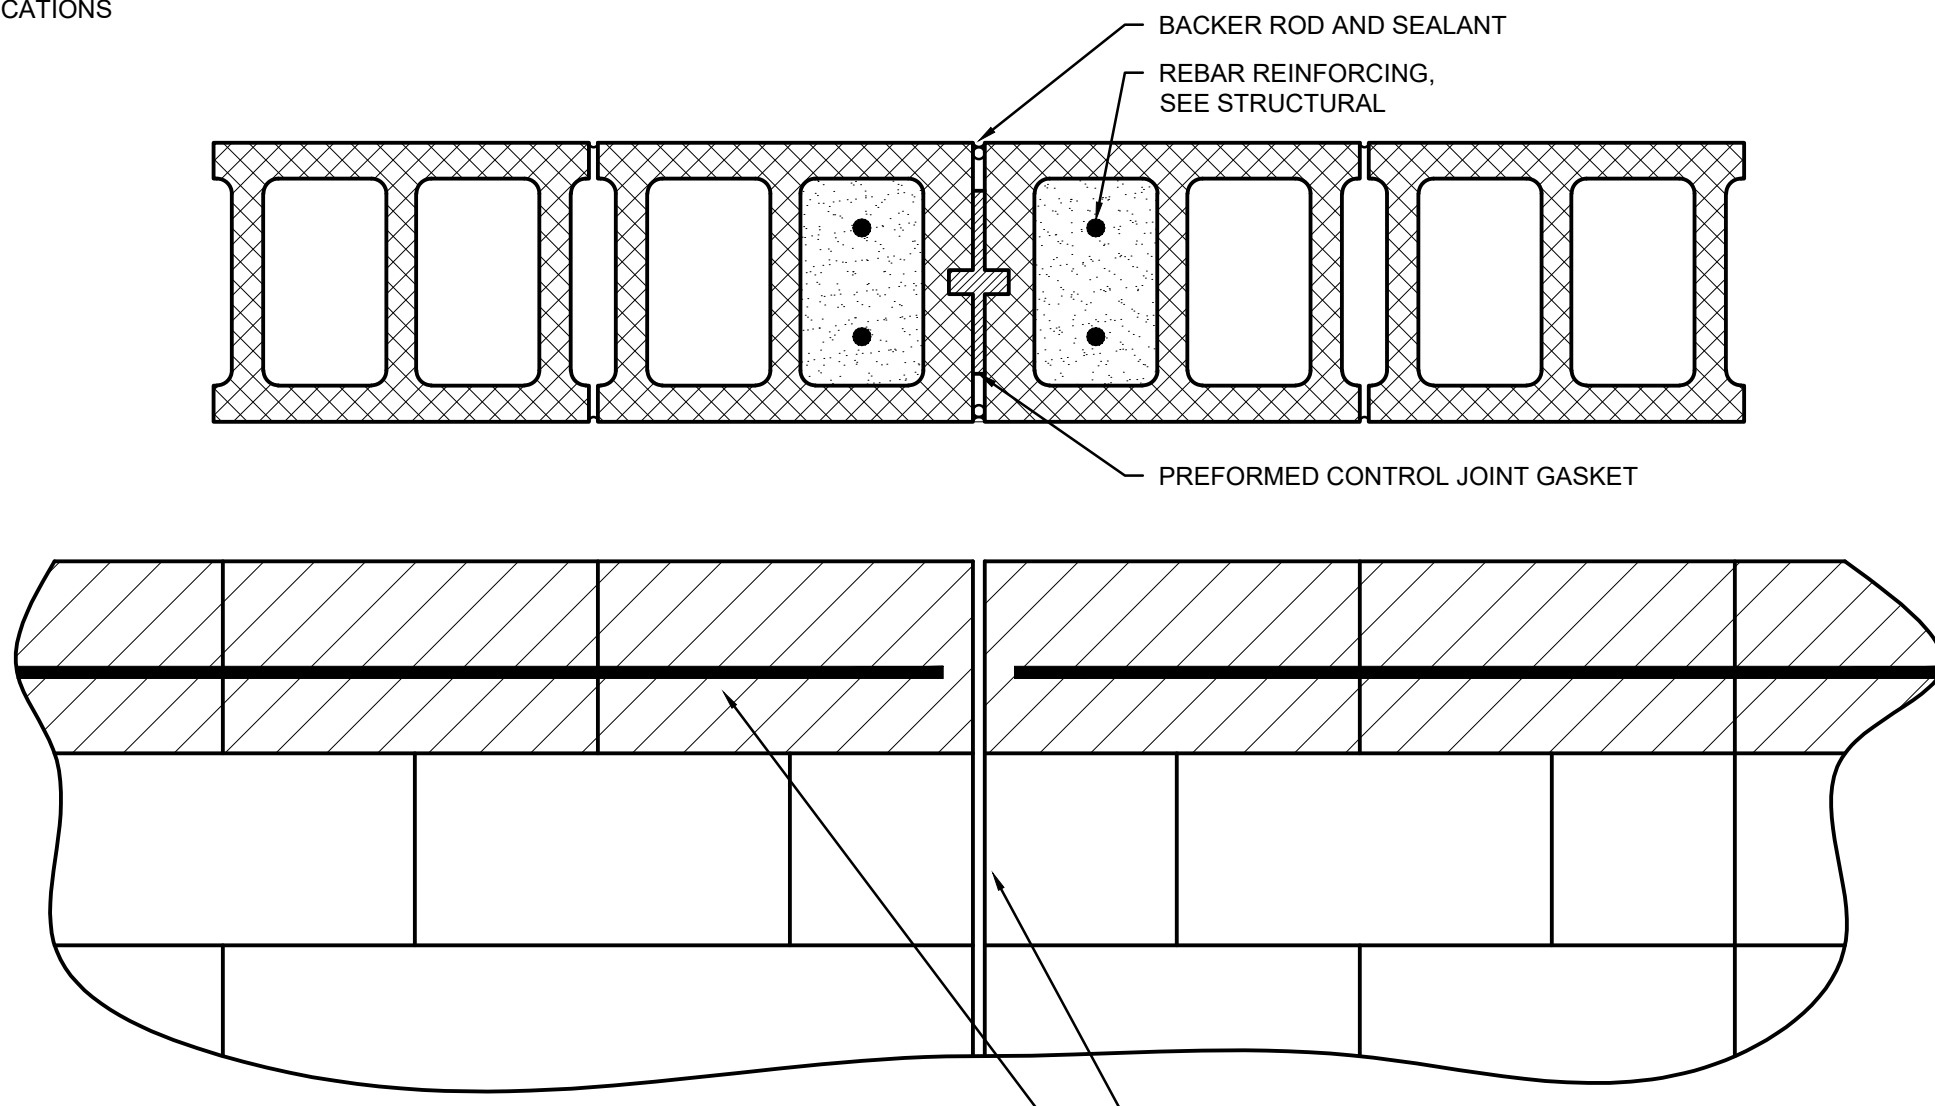 CATIONS
BACKER ROD AND SEALANT
REBAR REINFORCING,
SEE STRUCTURAL
PREFORMED CONTROL JOINT GASKET